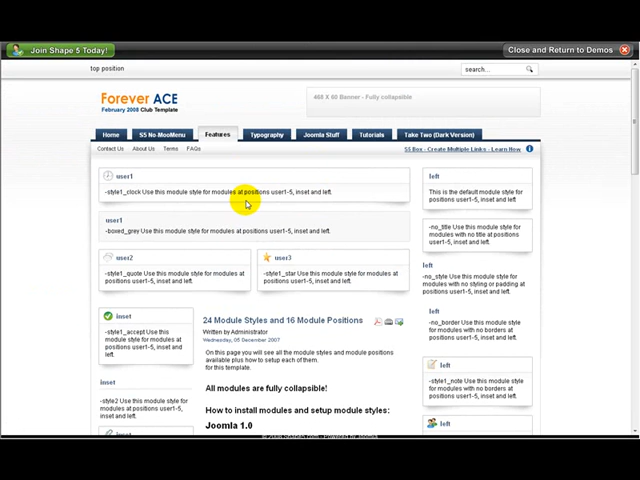 Join Shape 5 Today!
Close and Return to Demos
top position
search...
Forever ACE
February 2008 Club Template
468 X 60 Banner - Fully collapsible
Home
S5 No-MooMenu
Features
Typography
Joomla Stuff
Tutorials
Take Two (Dark Version)
Contact Us
About Us
Terms
FAQs
S5 Box - Create Multiple Links - Learn How
user1
-style1_clock Use this module style for modules at positions user1-5, inset and left.
user1
-boxed_grey Use this module style for modules at positions user1-5, inset and left.
user2
-style1_quote Use this module style for modules at positions user1-5, inset and left.
user3
-style1_star Use this module style for modules at positions user1-5, inset and left.
inset
-style1_accept Use this
module style for
modules at positions
user1-5, inset and
left.
inset
-style2 Use this module
style for modules at
positions user1-5, inset
and left.
inset
24 Module Styles and 16 Module Positions
Written by Administrator
Wednesday, 05 December 2007
On this page you will see all the module styles and module positions
available plus how to setup each of them.
for this template.
All modules are fully collapsible!
How to install modules and setup module styles:
Joomla 1.0
left
This is the default module style for
positions user1-5, inset and left.
-no_title Use this module style for
modules with no title at positions
user1-5, inset and left.
left
-no_style Use this module style for
modules with no styling or padding at
positions user1-5, inset and left.
left
-no_border Use this module style for
modules with no borders at positions
user1-5, inset and left.
left
-style1_note Use this module style for
modules with no borders at positions
user1-5, inset and left.
left